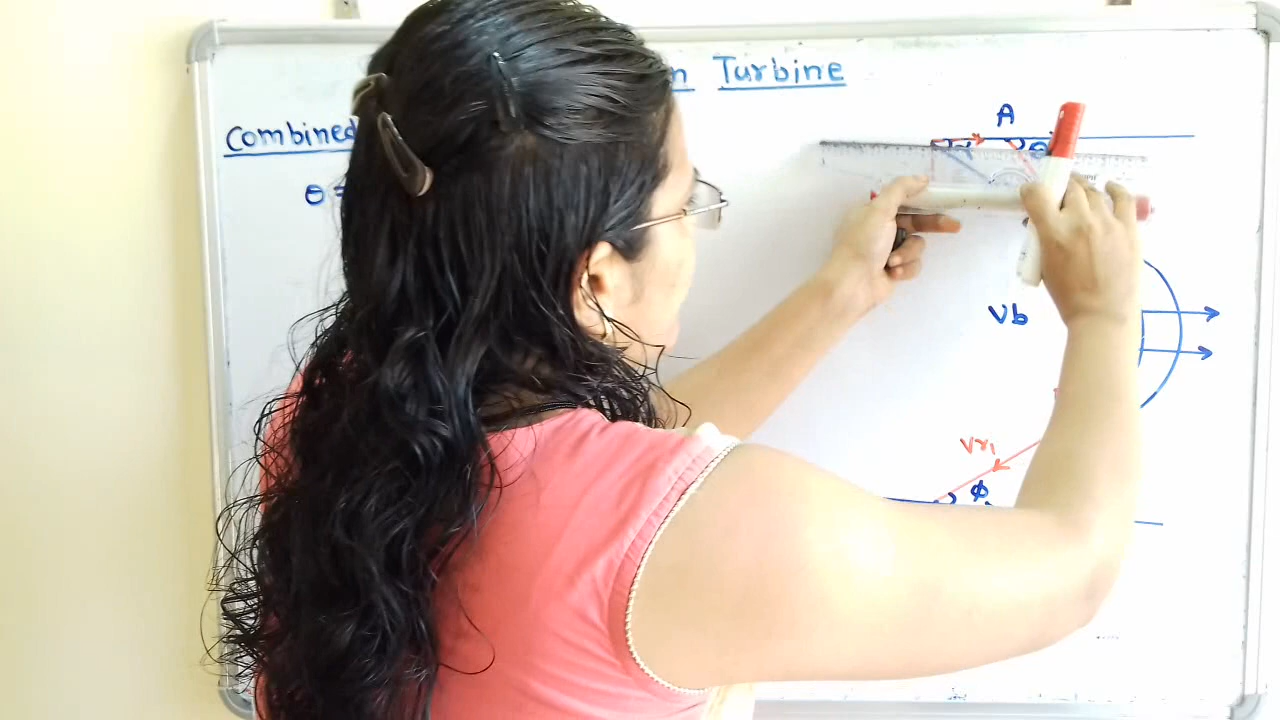 n Turbine
Combined
A
θ =
Vb
Vr1
φ